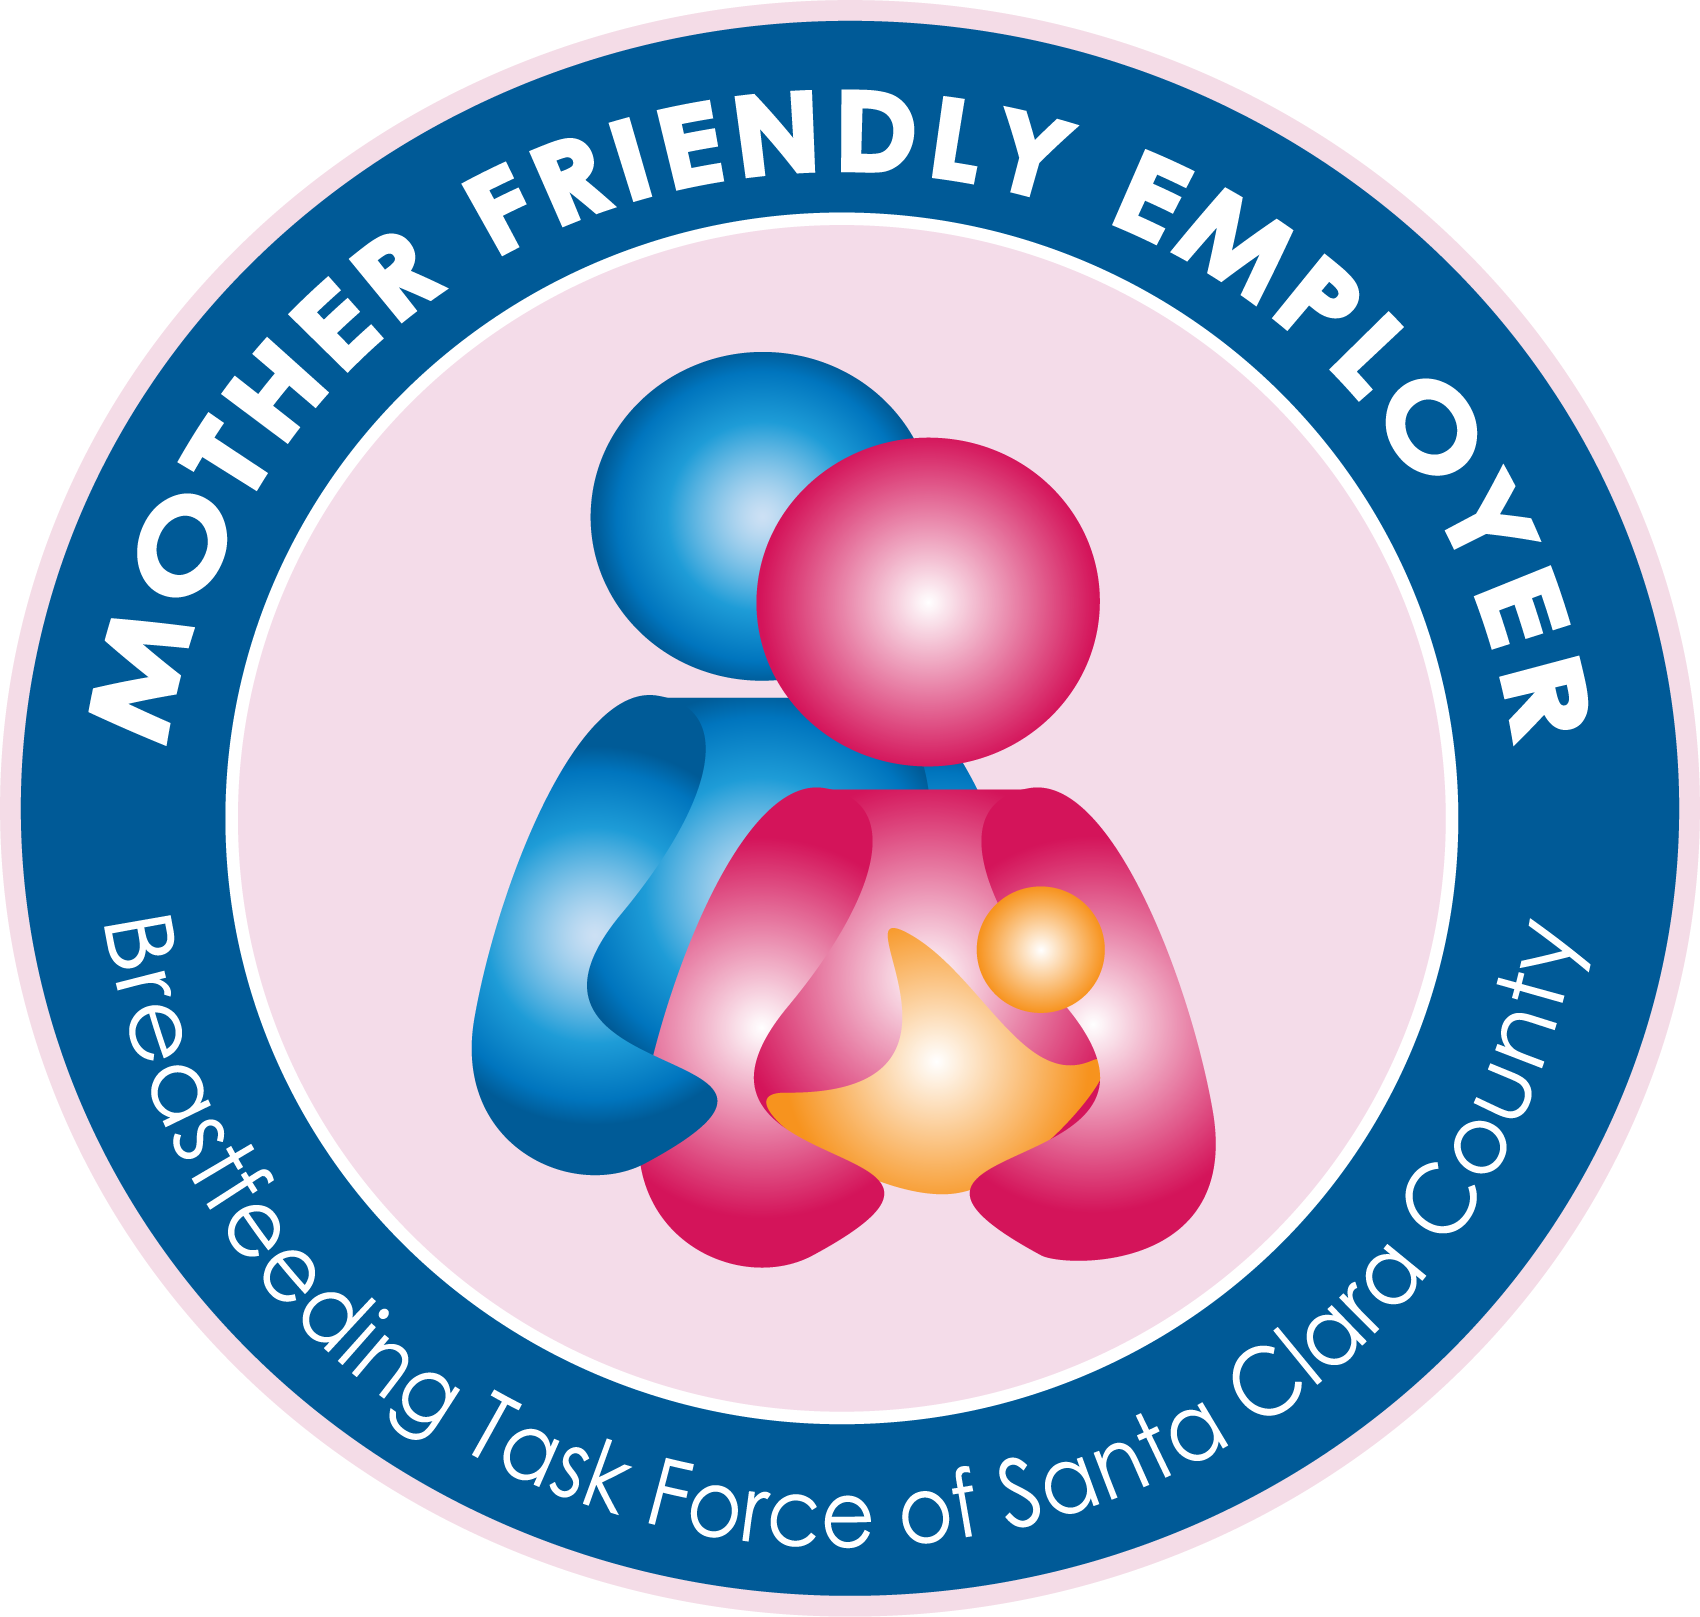 MOTHER FRIENDLY EMPLOYER
Breastfeeding Task Force of Santa Clara County